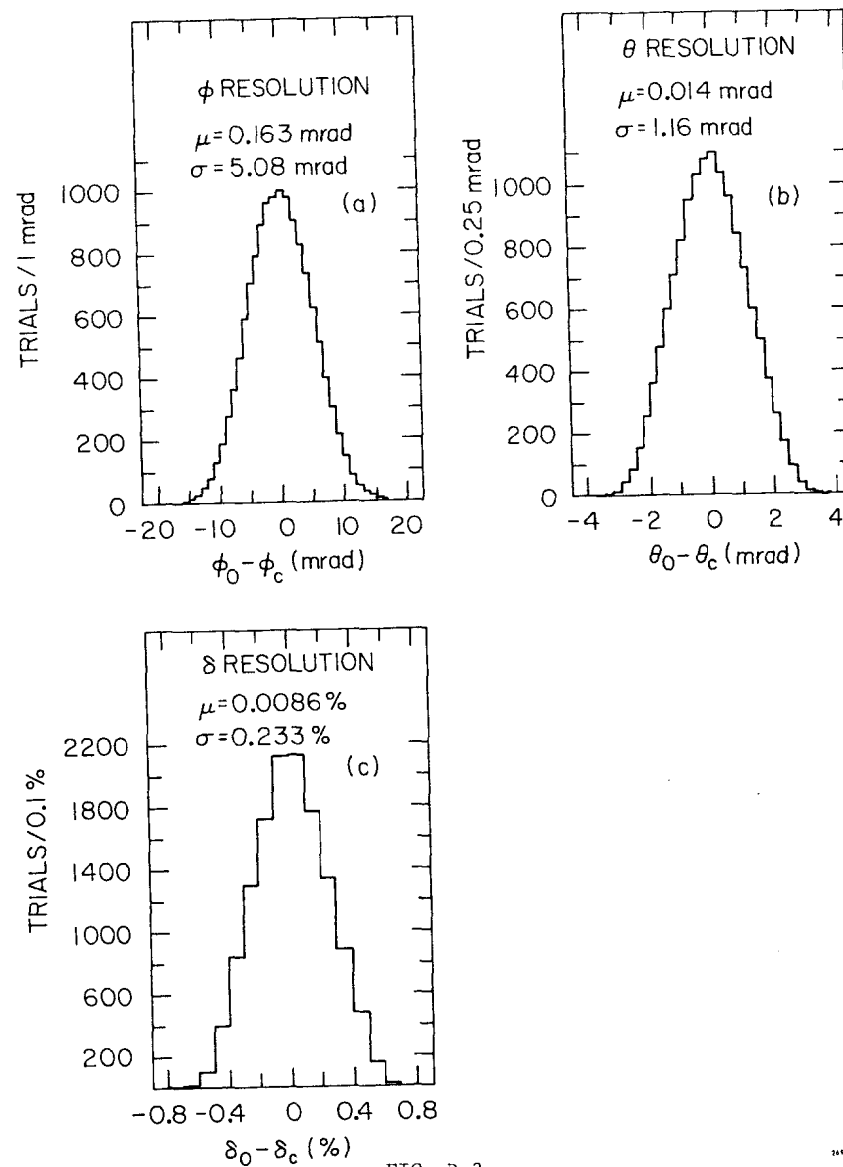 φ RESOLUTION
μ=0.163 mrad
σ=5.08 mrad
(a)
TRIALS/1 mrad
1000
800
600
400
200
0
-20 -10 0 10 20
φ₀-φc (mrad)
θ RESOLUTION
μ=0.014 mrad
σ=1.16 mrad
(b)
TRIALS/0.25 mrad
1000
800
600
400
200
0
-4 -2 0 2 4
θ₀-θc (mrad)
δ RESOLUTION
μ=0.0086%
σ=0.233%
(c)
TRIALS/0.1%
2200
1800
1400
1000
600
200
-0.8 -0.4 0 0.4 0.8
δ₀-δc (%)